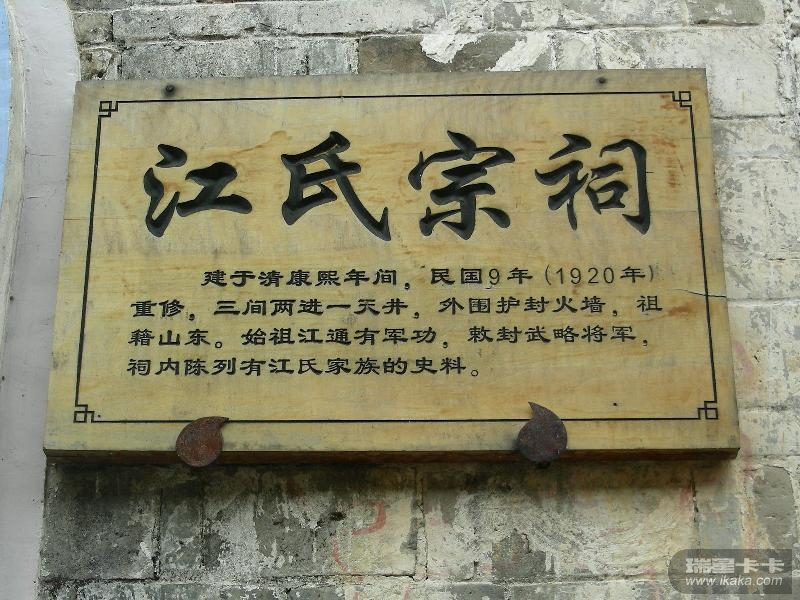 江氏宗祠
建于清康熙年间，民国9年（1920年）
重修，三间两进一天井，外围护封火墙，祖
籍山东。始祖江通有军功，敕封武略将军，
祠内陈列有江氏家族的史料。
瑞星卡卡
www.ikaka.com